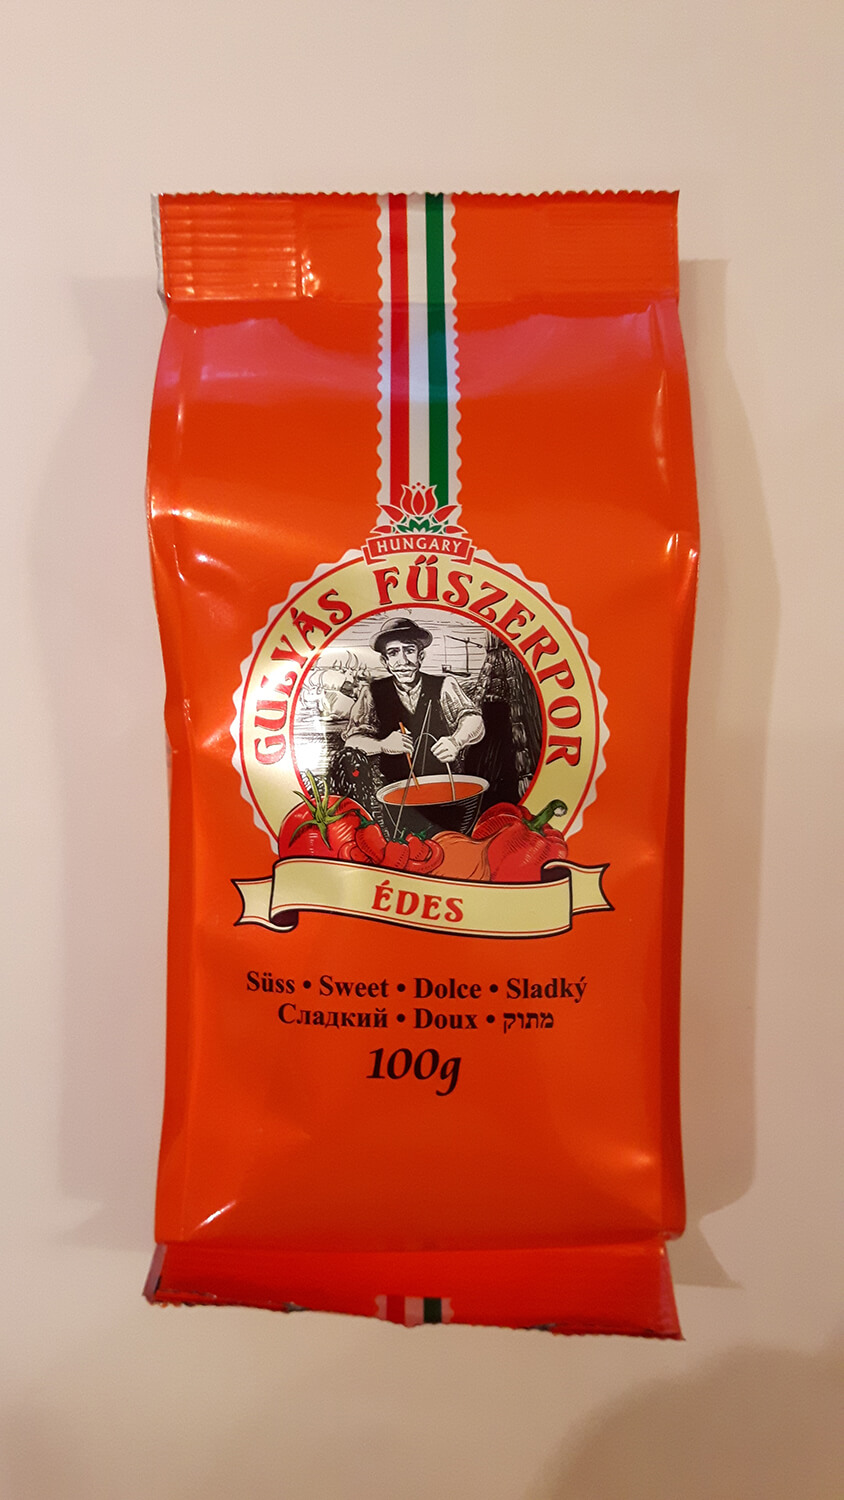 HUNGARY
GULYÁS FŰSZERPOR
ÉDES
Süss • Sweet • Dolce • Sladký
Сладкий • Doux • מתוק
100g